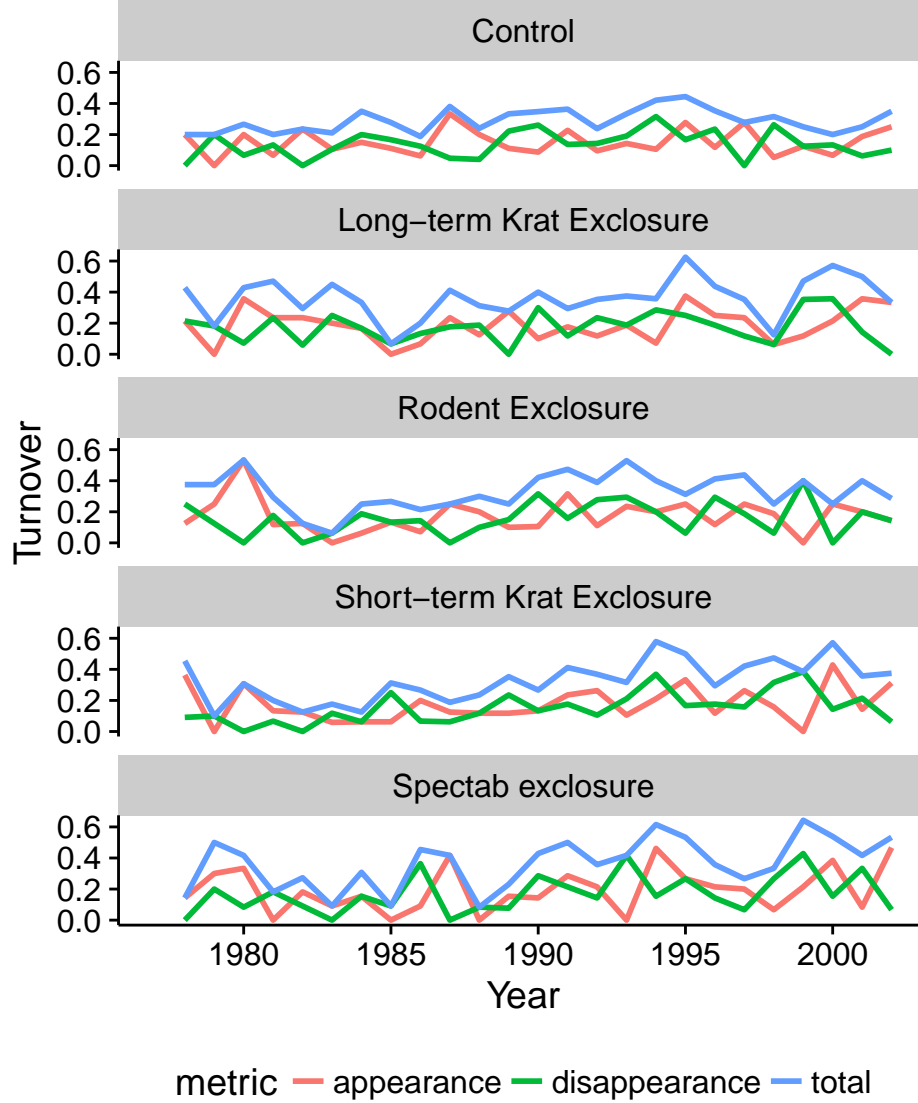 Control
0.6
0.4
0.2
0.0
Long−term Krat Exclosure
0.6
0.4
0.2
0.0
Rodent Exclosure
0.6
0.4
0.2
0.0
Short−term Krat Exclosure
0.6
0.4
0.2
0.0
Spectab exclosure
0.6
0.4
0.2
0.0
Turnover
1980 1985 1990 1995 2000
Year
metric appearance disappearance total